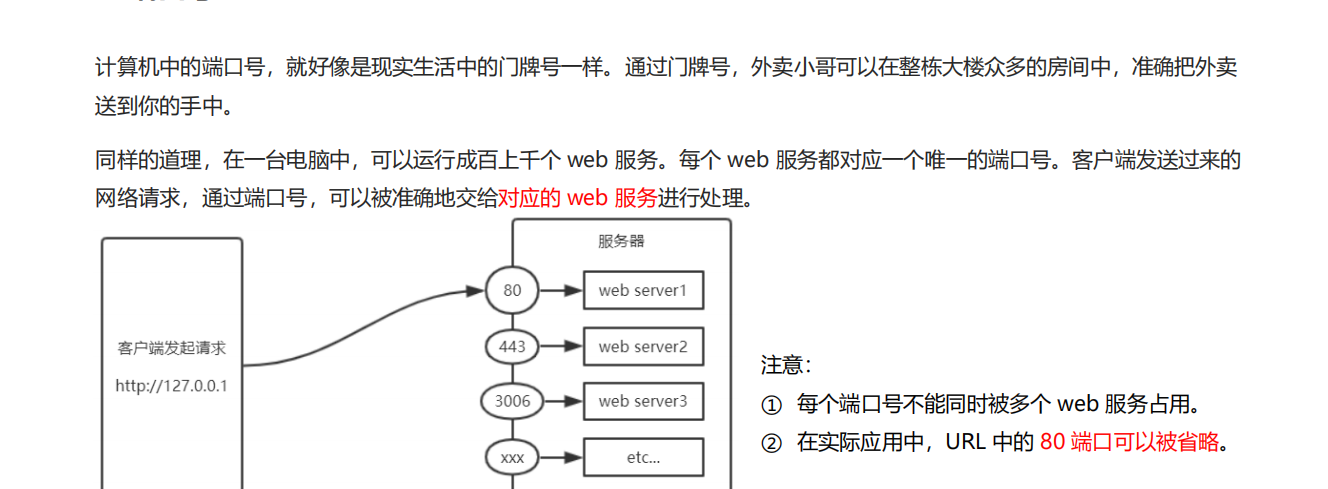 计算机中的端口号，就好像是现实生活中的门牌号一样。通过门牌号，外卖小哥可以在整栋大楼众多的房间中，准确把外卖
送到你的手中。
同样的道理，在一台电脑中，可以运行成百上千个 web 服务。每个 web 服务都对应一个唯一的端口号。客户端发送过来的
网络请求，通过端口号，可以被准确地交给对应的 web 服务进行处理。
客户端发起请求
http://127.0.0.1
服务器
80
web server1
443
web server2
3006
web server3
xxx
etc...
注意：
① 每个端口号不能同时被多个 web 服务占用。
② 在实际应用中，URL 中的 80 端口可以被省略。